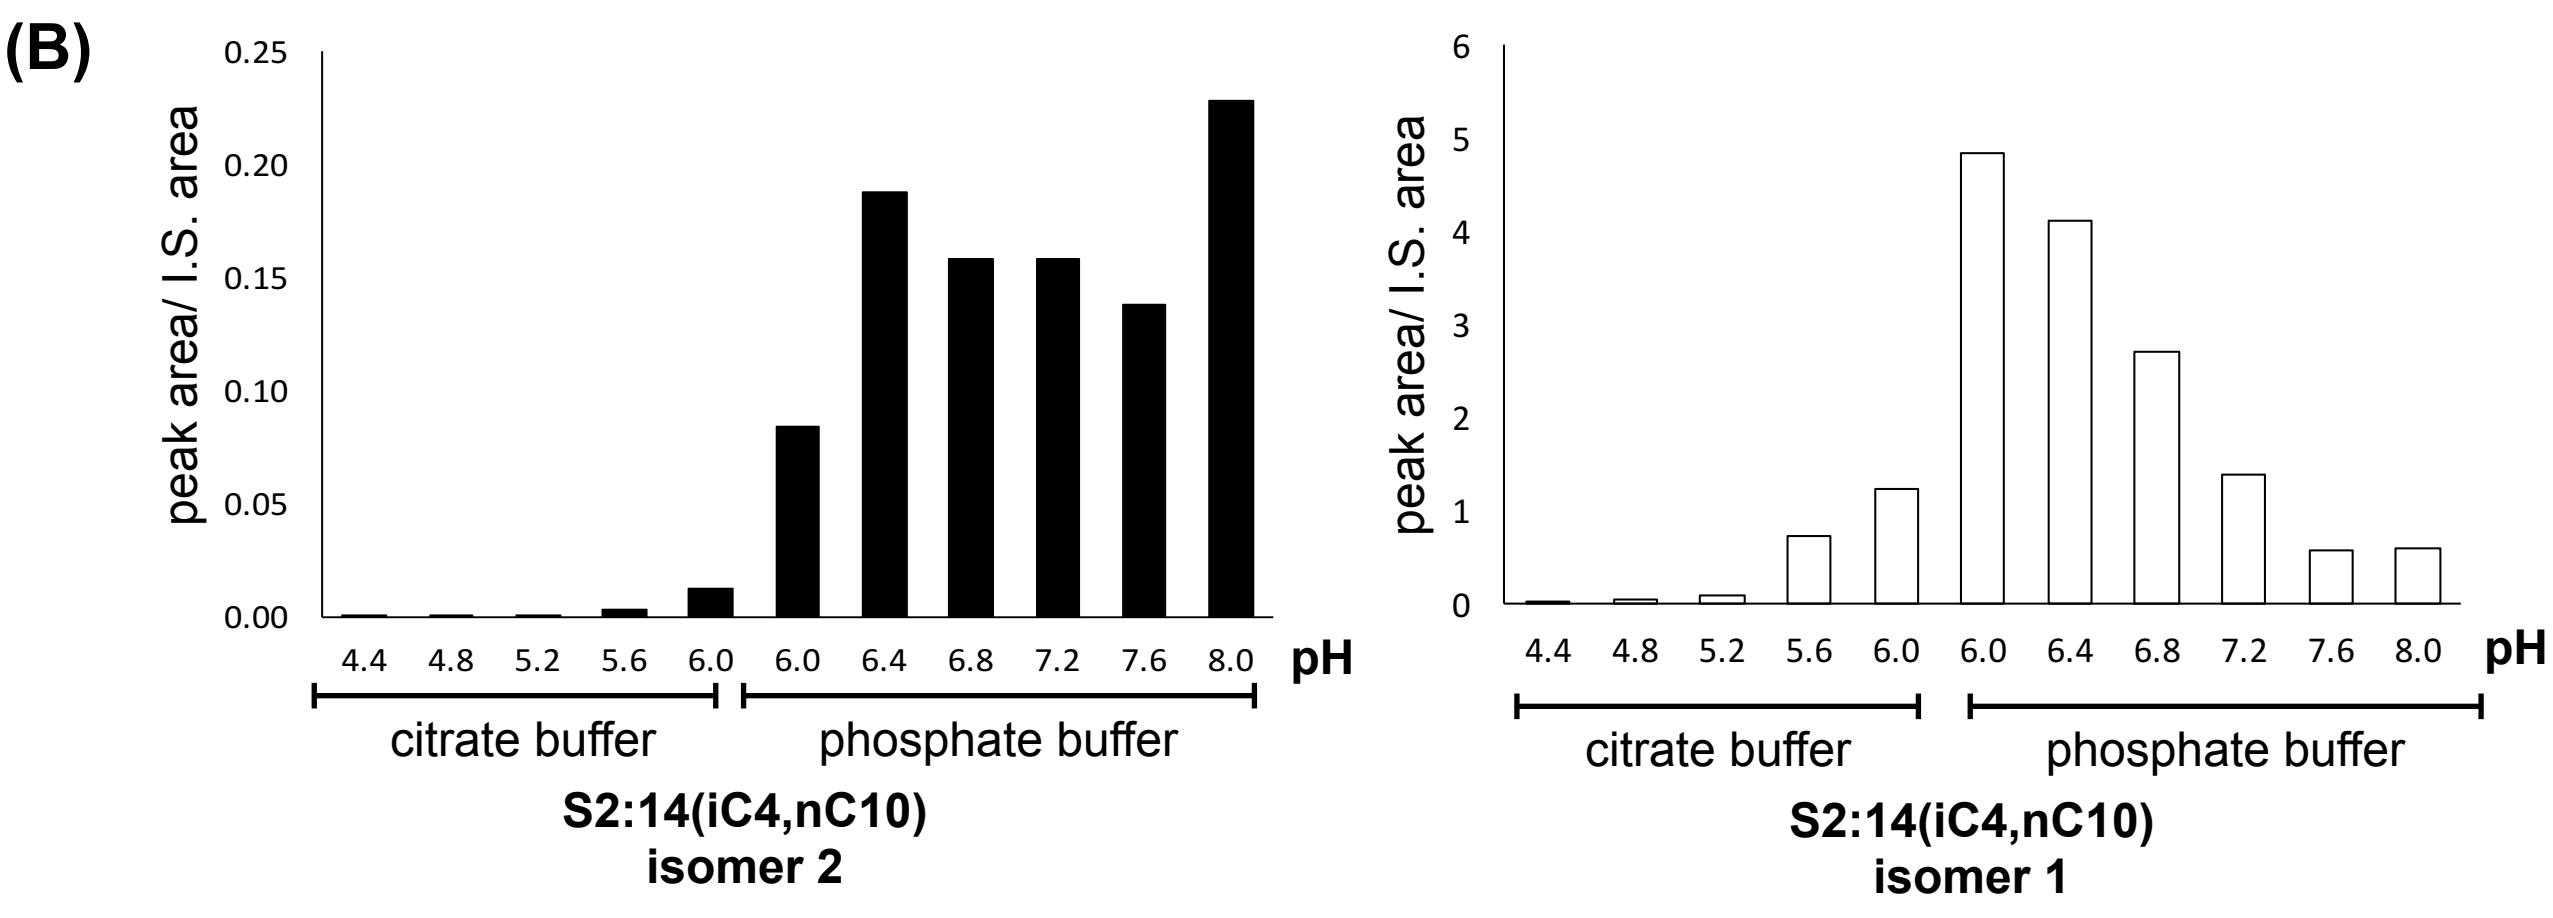 (B)
peak area/ I.S. area
0.25
0.20
0.15
0.10
0.05
0.00
4.4 4.8 5.2 5.6 6.0 6.0 6.4 6.8 7.2 7.6 8.0 pH
citrate buffer phosphate buffer
S2:14(iC4,nC10)
isomer 2
peak area/ I.S. area
6
5
4
3
2
1
0
4.4 4.8 5.2 5.6 6.0 6.0 6.4 6.8 7.2 7.6 8.0 pH
citrate buffer phosphate buffer
S2:14(iC4,nC10)
isomer 1